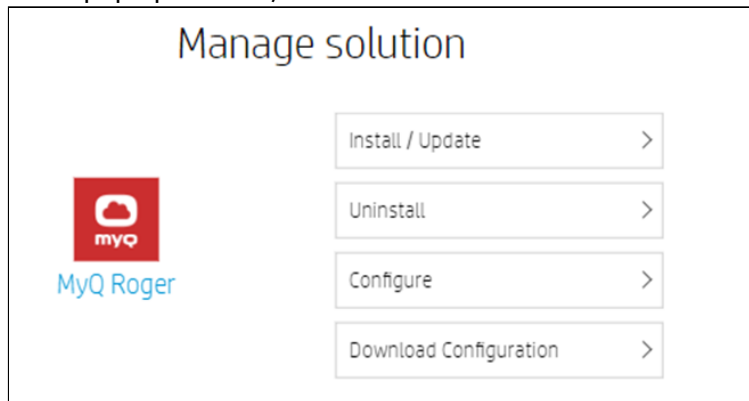 Manage solution
Install / Update
Uninstall
myQ
MyQ Roger
Configure
Download Configuration